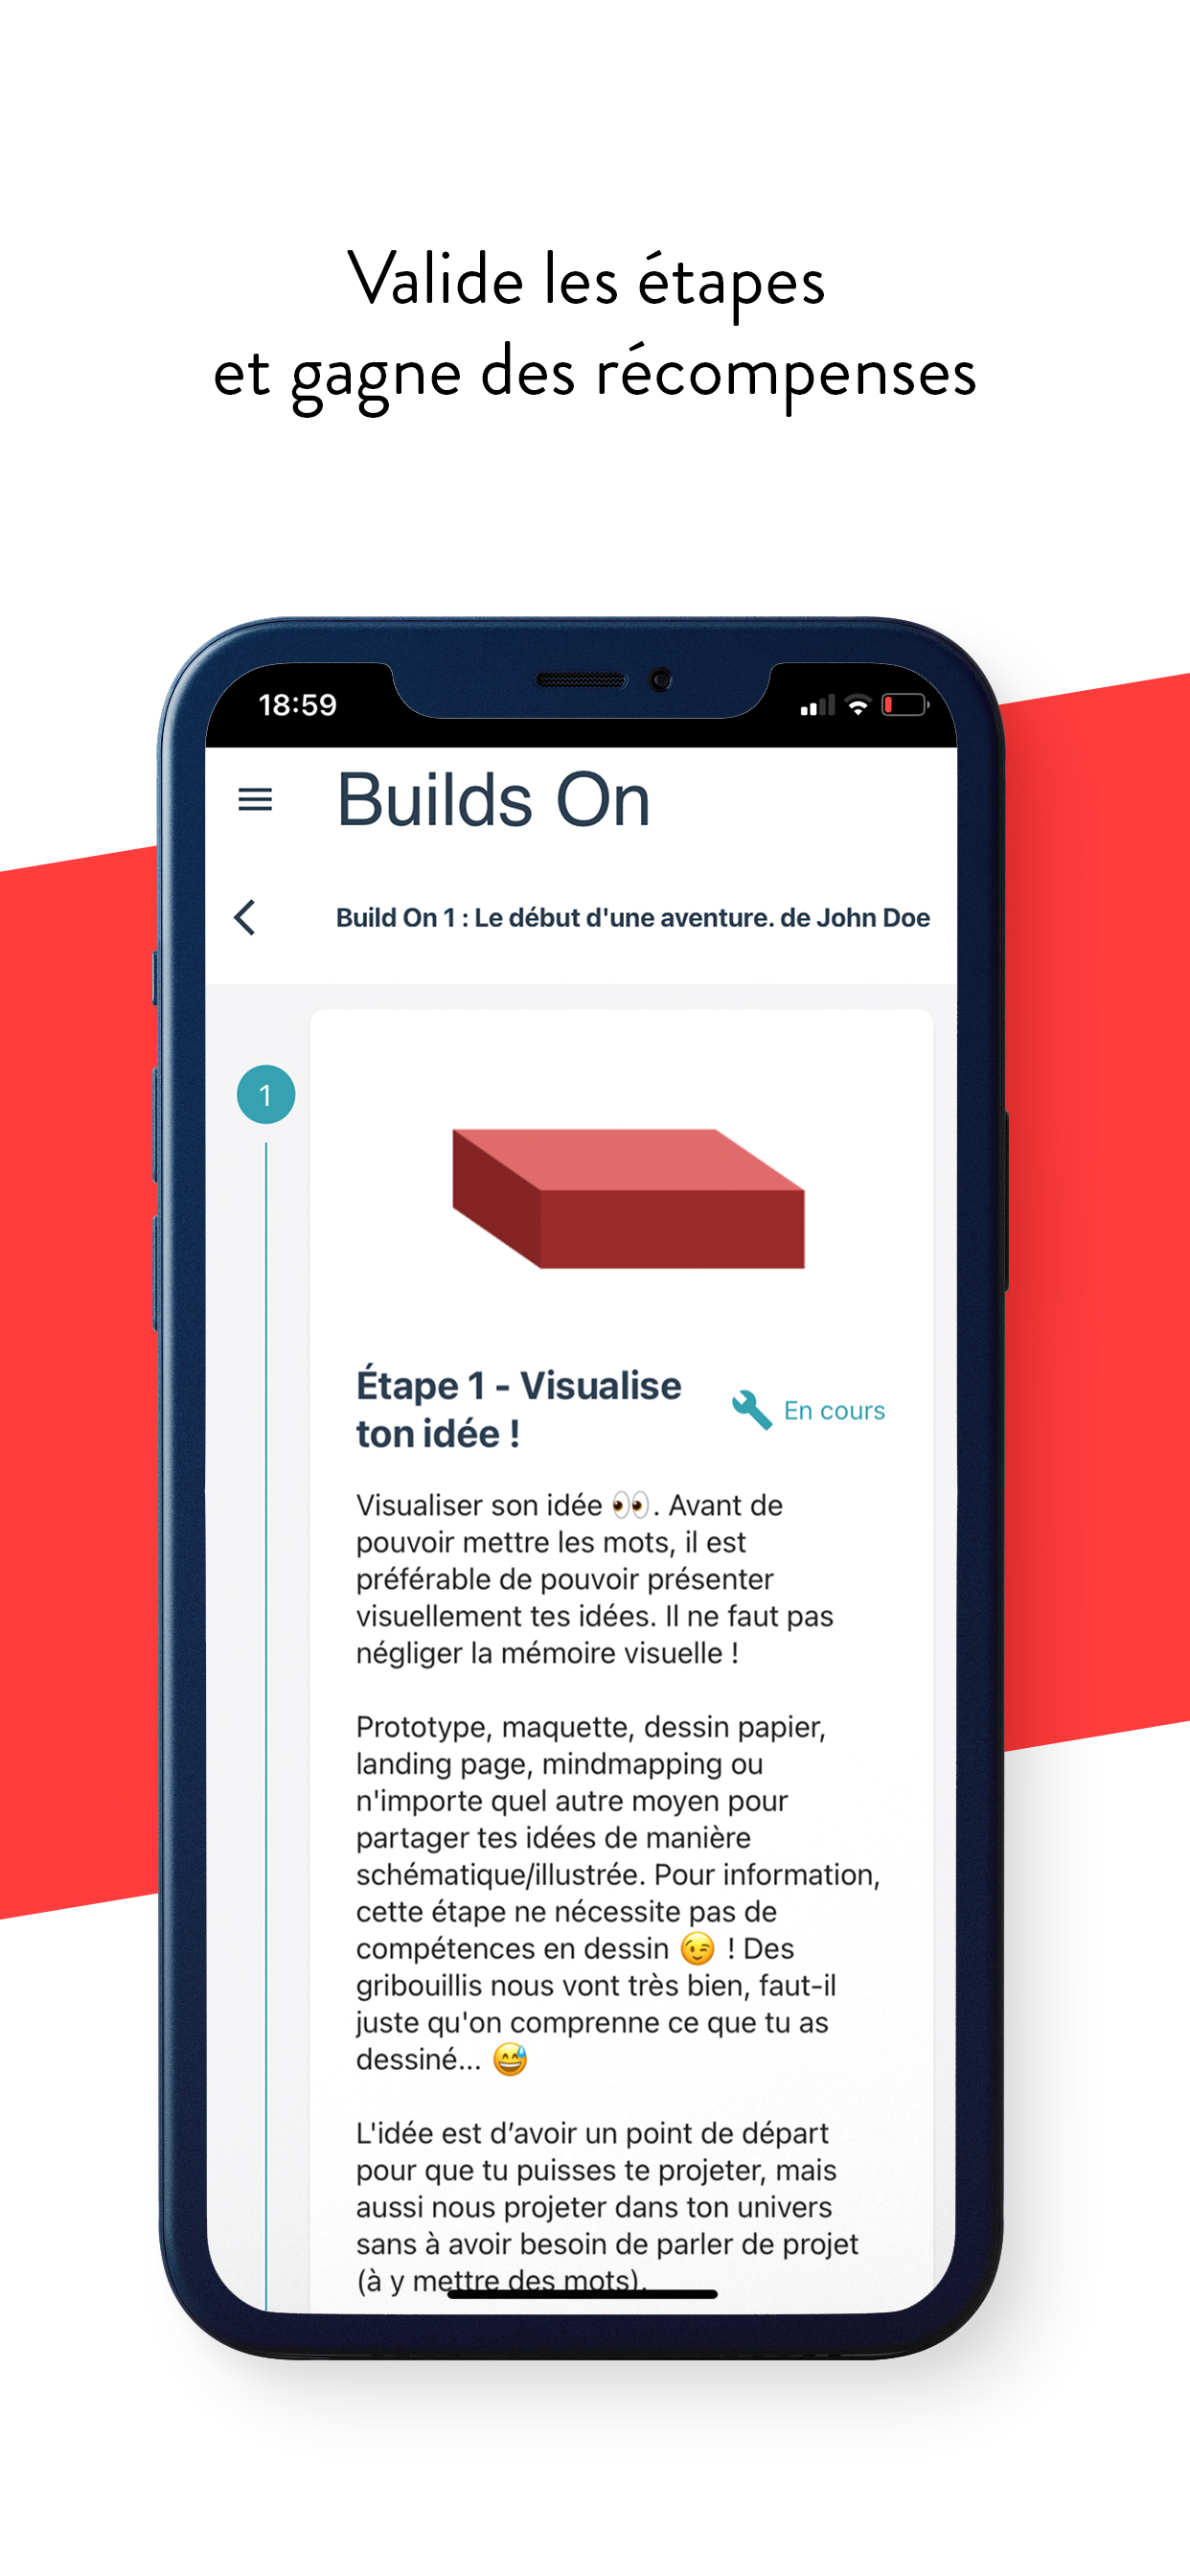 Valide les étapes
et gagne des récompenses
18:59
Builds On
Build On 1 : Le début d'une aventure. de John Doe
1
Étape 1 - Visualise
ton idée !
En cours
Visualiser son idée 👀. Avant de
pouvoir mettre les mots, il est
préférable de pouvoir présenter
visuellement tes idées. Il ne faut pas
négliger la mémoire visuelle !
Prototype, maquette, dessin papier,
landing page, mindmapping ou
n'importe quel autre moyen pour
partager tes idées de manière
schématique/illustrée. Pour information,
cette étape ne nécessite pas de
compétences en dessin 😉 ! Des
gribouillis nous vont très bien, faut-il
juste qu'on comprenne ce que tu as
dessiné... 😅
L'idée est d’avoir un point de départ
pour que tu puisses te projeter, mais
aussi nous projeter dans ton univers
sans à avoir besoin de parler de projet
(à y mettre des mots).